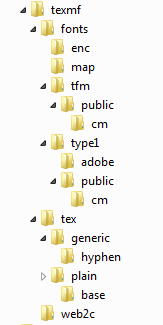 texmf
fonts
enc
map
tfm
public
cm
type1
adobe
public
cm
tex
generic
hyphen
plain
base
web2c